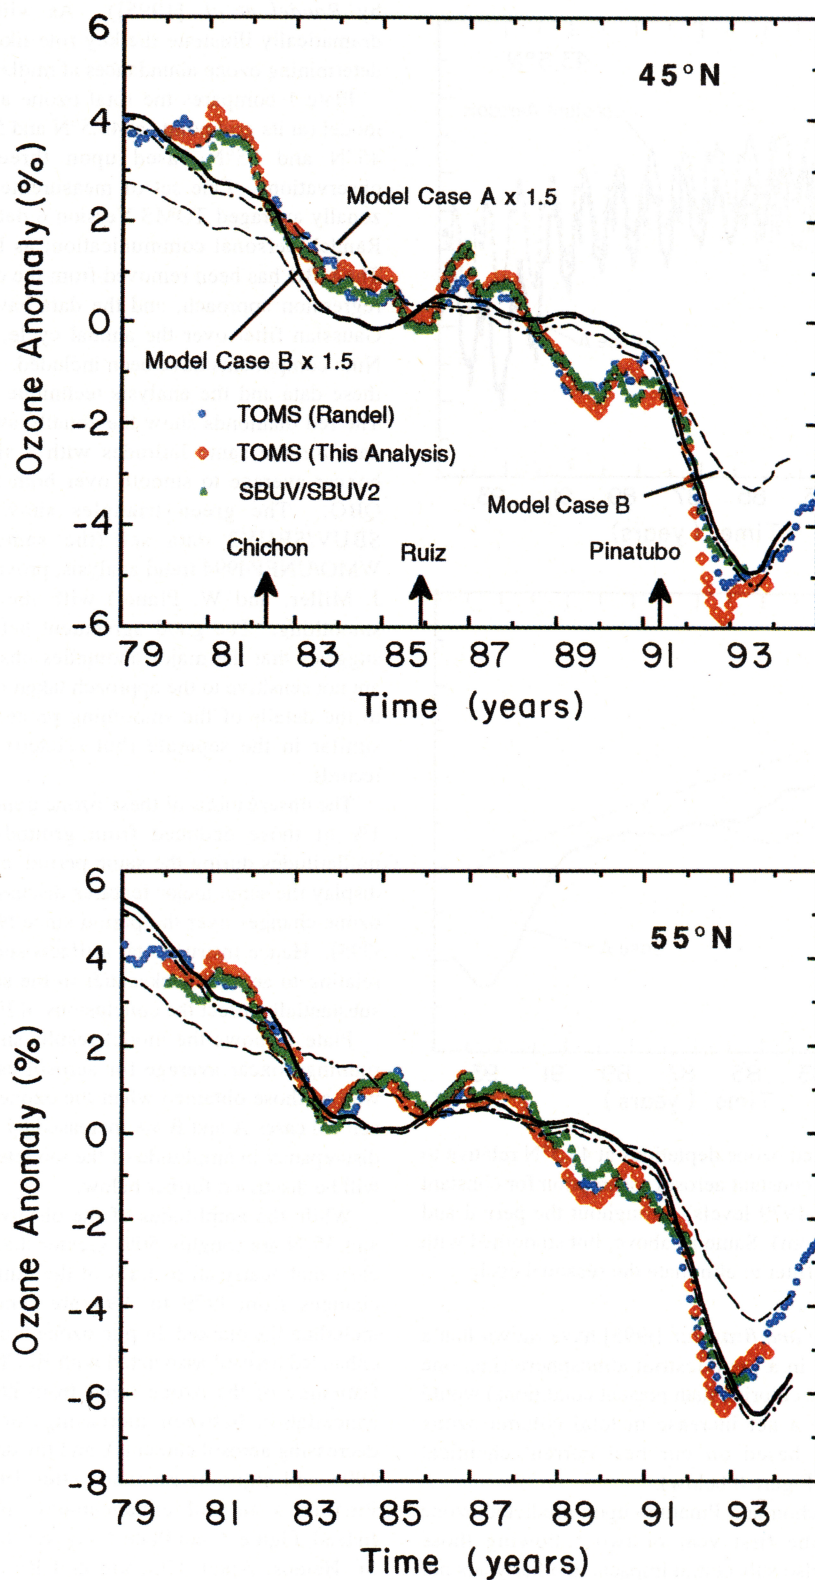 6
4
2
0
-2
-4
-6
Ozone Anomaly (%)
45°N
Model Case A x 1.5
Model Case B x 1.5
TOMS (Randel)
TOMS (This Analysis)
SBUV/SBUV2
Model Case B
Chichon
Ruiz
Pinatubo
79 81 83 85 87 89 91 93
Time (years)
6
4
2
0
-2
-4
-6
-8
Ozone Anomaly (%)
55°N
79 81 83 85 87 89 91 93
Time (years)